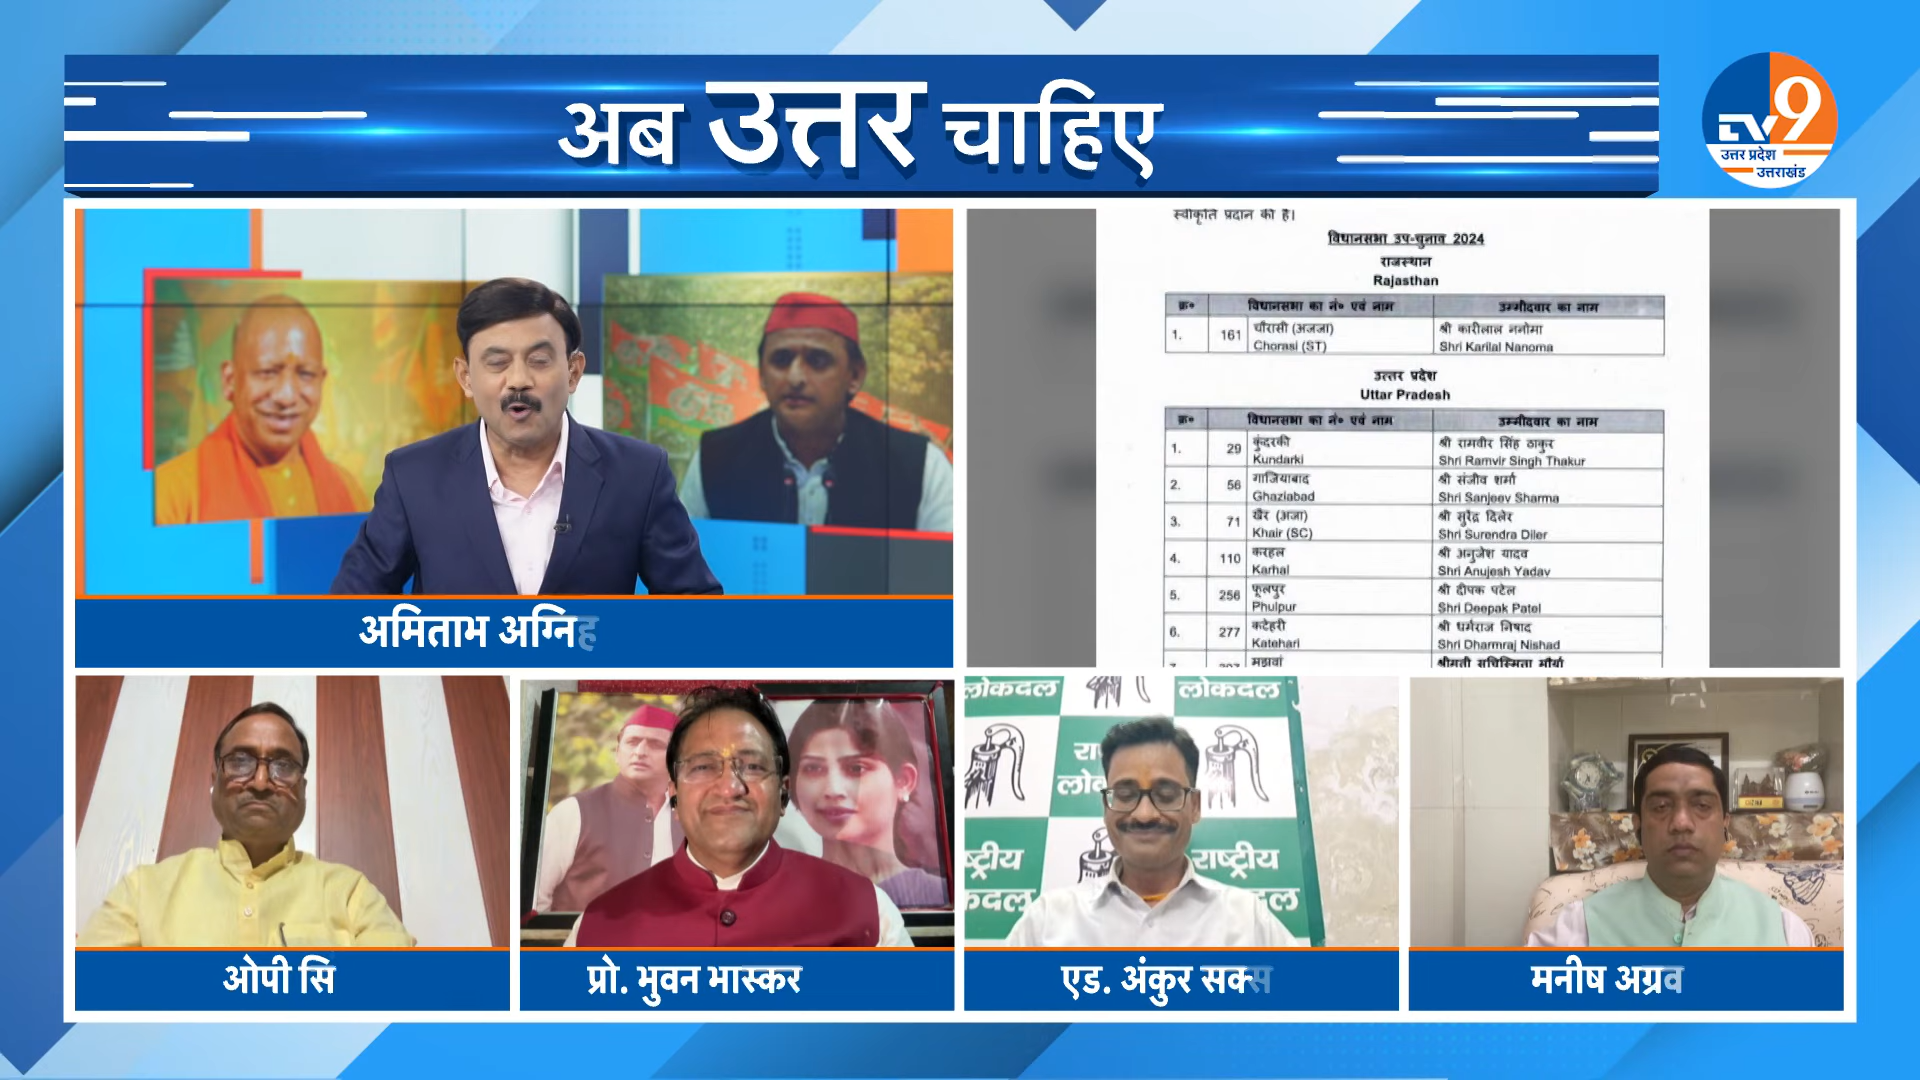 अब उत्तर चाहिए
TV9
उत्तर प्रदेश
उत्तराखंड
स्वीकृति प्रदान की है।
विधानसभा उप-चुनाव 2024
राजस्थान
Rajasthan
क्र० विधानसभा का नं० एवं नाम उम्मीदवार का नाम
1. 161 चौरासी (अजजा) श्री कारीलाल ननोमा
Chorasi (ST) Shri Karilal Nanoma
उत्तर प्रदेश
Uttar Pradesh
क्र० विधानसभा का नं० एवं नाम उम्मीदवार का नाम
1. 29 कुंदरकी श्री रामवीर सिंह ठाकुर
Kundarki Shri Ramvir Singh Thakur
2. 56 गाजियाबाद श्री संजीव शर्मा
Ghaziabad Shri Sanjeev Sharma
3. 71 खैर (अजा) श्री सुरेंद्र दिलेर
Khair (SC) Shri Surendra Diler
4. 110 करहल श्री अनुजेश यादव
Karhal Shri Anujesh Yadav
5. 256 फूलपुर श्री दीपक पटेल
Phulpur Shri Deepak Patel
6. 277 कटेहरी श्री धर्मराज निषाद
Katehari Shri Dharmraj Nishad
मझवां श्रीमती सुचिस्मिता मौर्या
अमिताभ अग्निह
लोकदल लोकदल
रा
लो
ष्ट्रीय राष्ट्रीय
कदल
ओपी सि
प्रो. भुवन भास्कर
एड. अंकुर सक्स
मनीष अग्रव